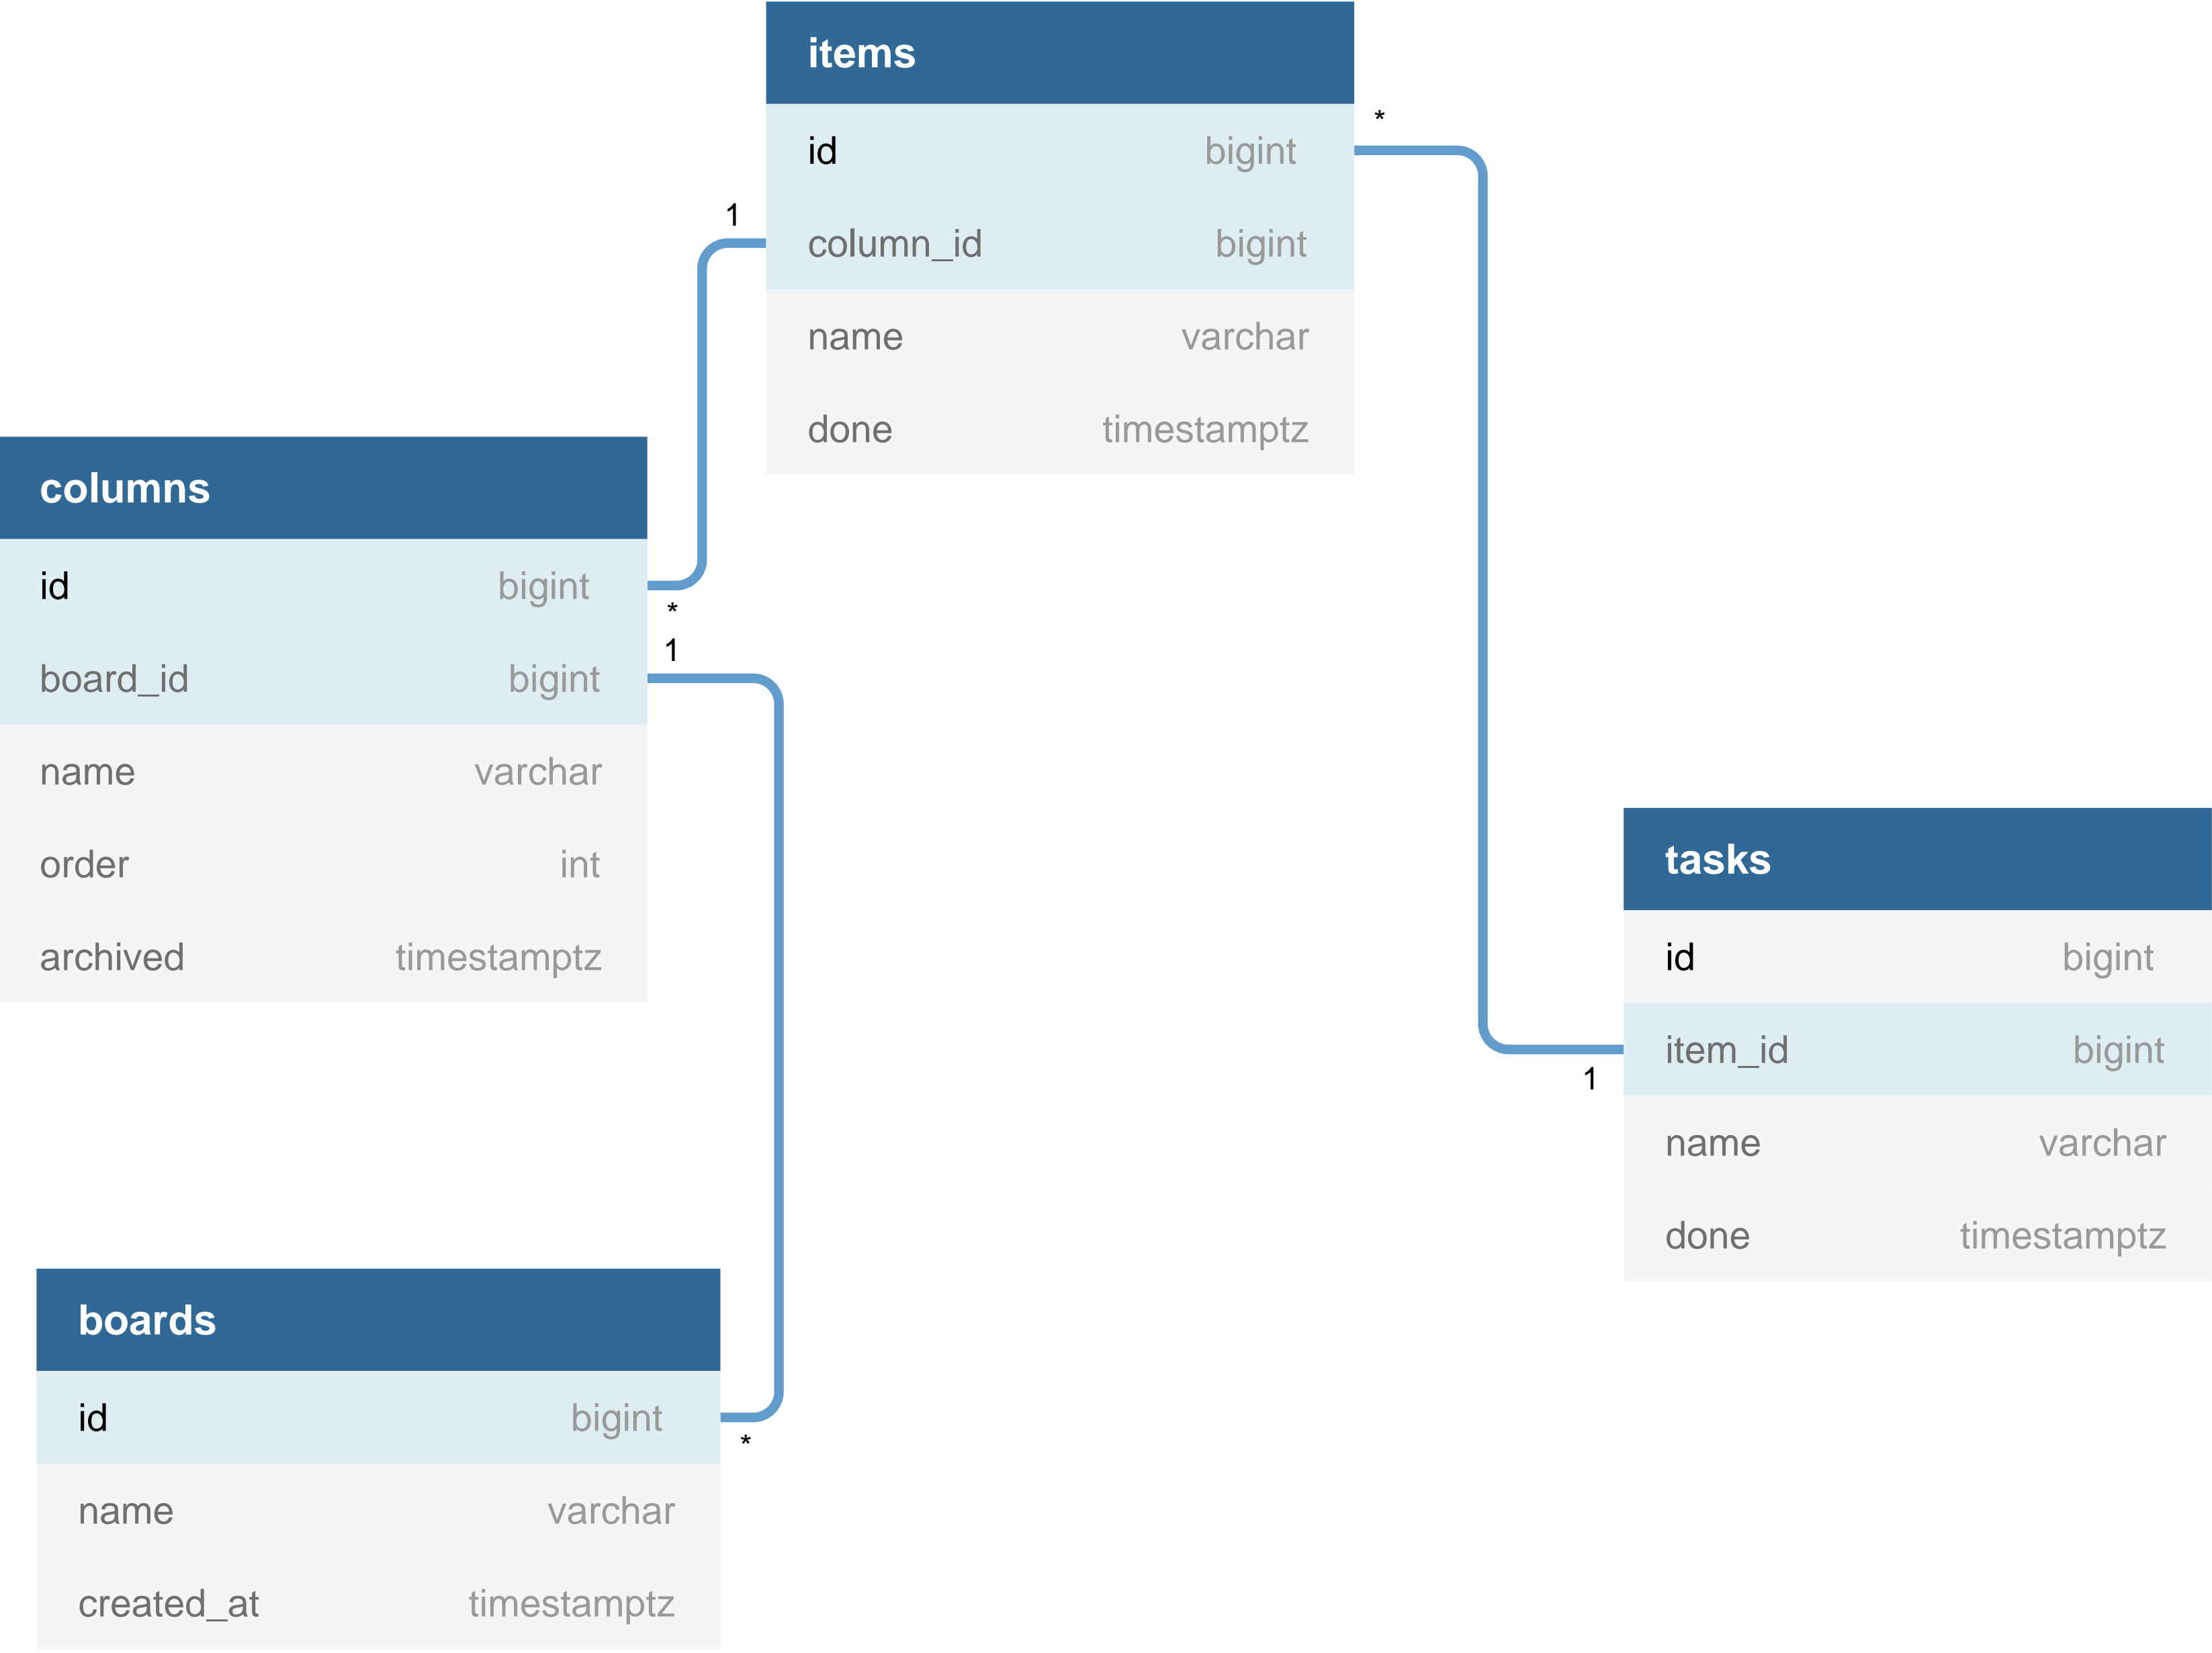 items
id bigint
column_id bigint
name varchar
done timestamptz
*
1
columns
id bigint
board_id bigint
name varchar
order int
archived timestamptz
*
1
tasks
id bigint
item_id bigint
name varchar
done timestamptz
1
boards
id bigint
name varchar
created_at timestamptz
*